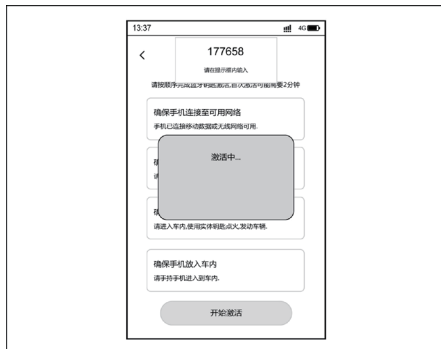 13:37
4G
177658
请在提示框内输入
请按顺序完成蓝牙钥匙激活,首次激活可能需要2分钟
确保手机连接至可用网络
手机已连接移动数据或无线网络可用.
激活中...
请进入车内,使用实体钥匙点火,发动车辆.
确保手机放入车内
请手持手机进入到车内.
开始激活